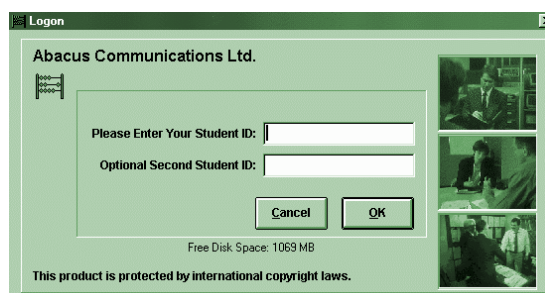 Logon
Abacus Communications Ltd.
Please Enter Your Student ID:
Optional Second Student ID:
Cancel OK
Free Disk Space: 1069 MB
This product is protected by international copyright laws.